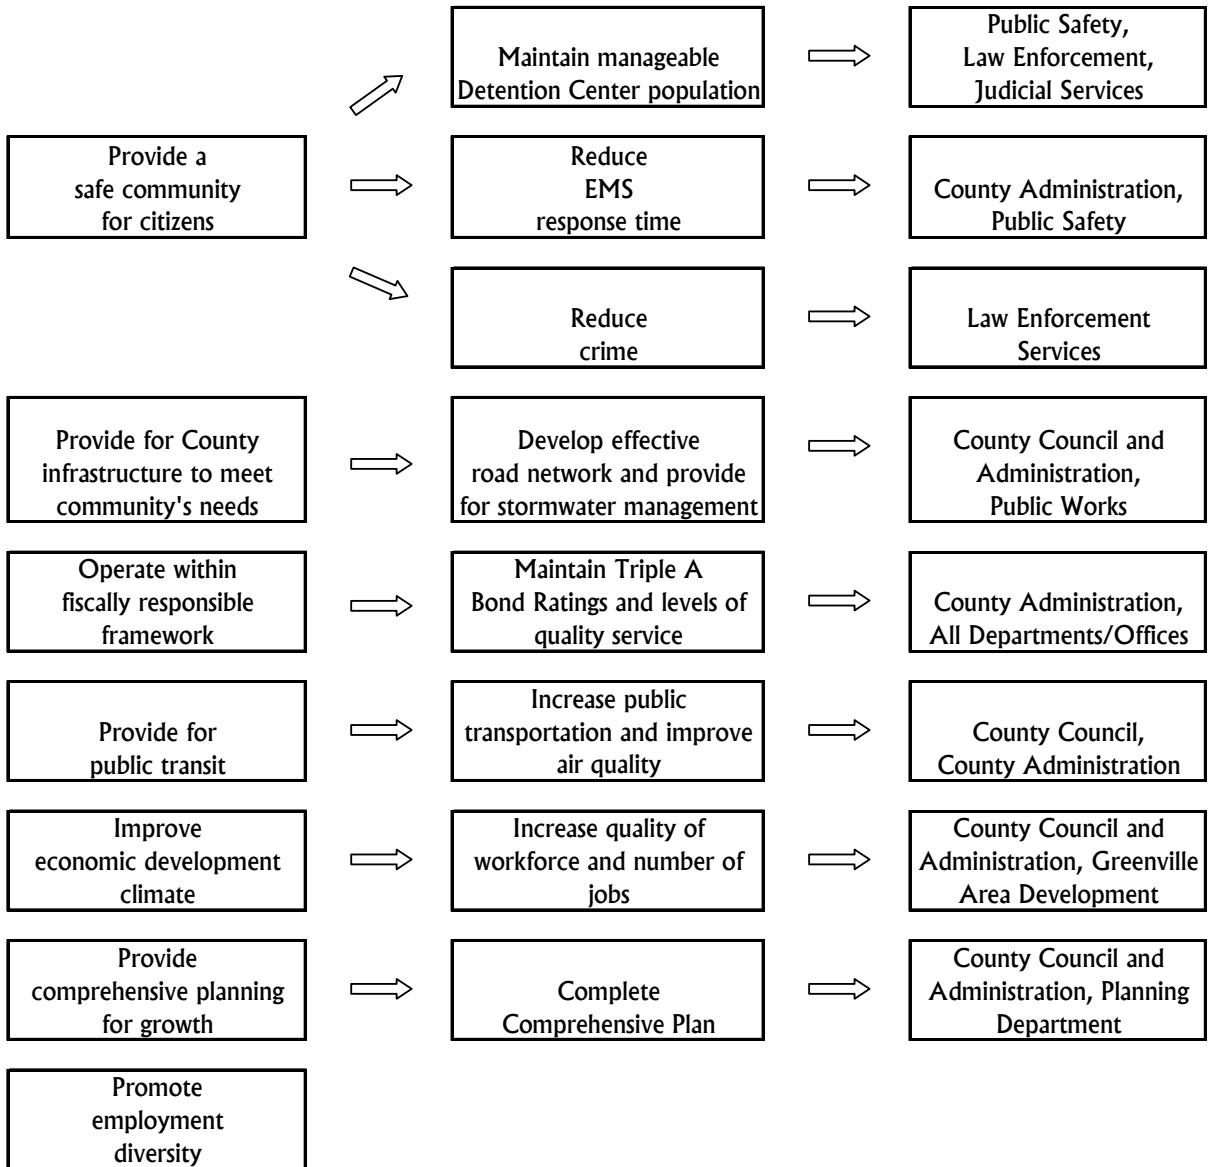 Maintain manageable
Detention Center population
Public Safety,
Law Enforcement,
Judicial Services
Provide a
safe community
for citizens
Reduce
EMS
response time
County Administration,
Public Safety
Reduce
crime
Law Enforcement
Services
Provide for County
infrastructure to meet
community's needs
Develop effective
road network and provide
for stormwater management
County Council and
Administration,
Public Works
Operate within
fiscally responsible
framework
Maintain Triple A
Bond Ratings and levels of
quality service
County Administration,
All Departments/Offices
Provide for
public transit
Increase public
transportation and improve
air quality
County Council,
County Administration
Improve
economic development
climate
Increase quality of
workforce and number of
jobs
County Council and
Administration, Greenville
Area Development
Provide
comprehensive planning
for growth
Complete
Comprehensive Plan
County Council and
Administration, Planning
Department
Promote
employment
diversity